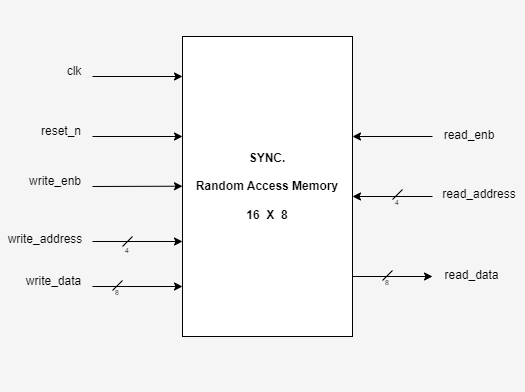 clk
reset_n
write_enb
write_address
4
write_data
8
SYNC.
Random Access Memory
16 X 8
read_enb
read_address
4
read_data
8